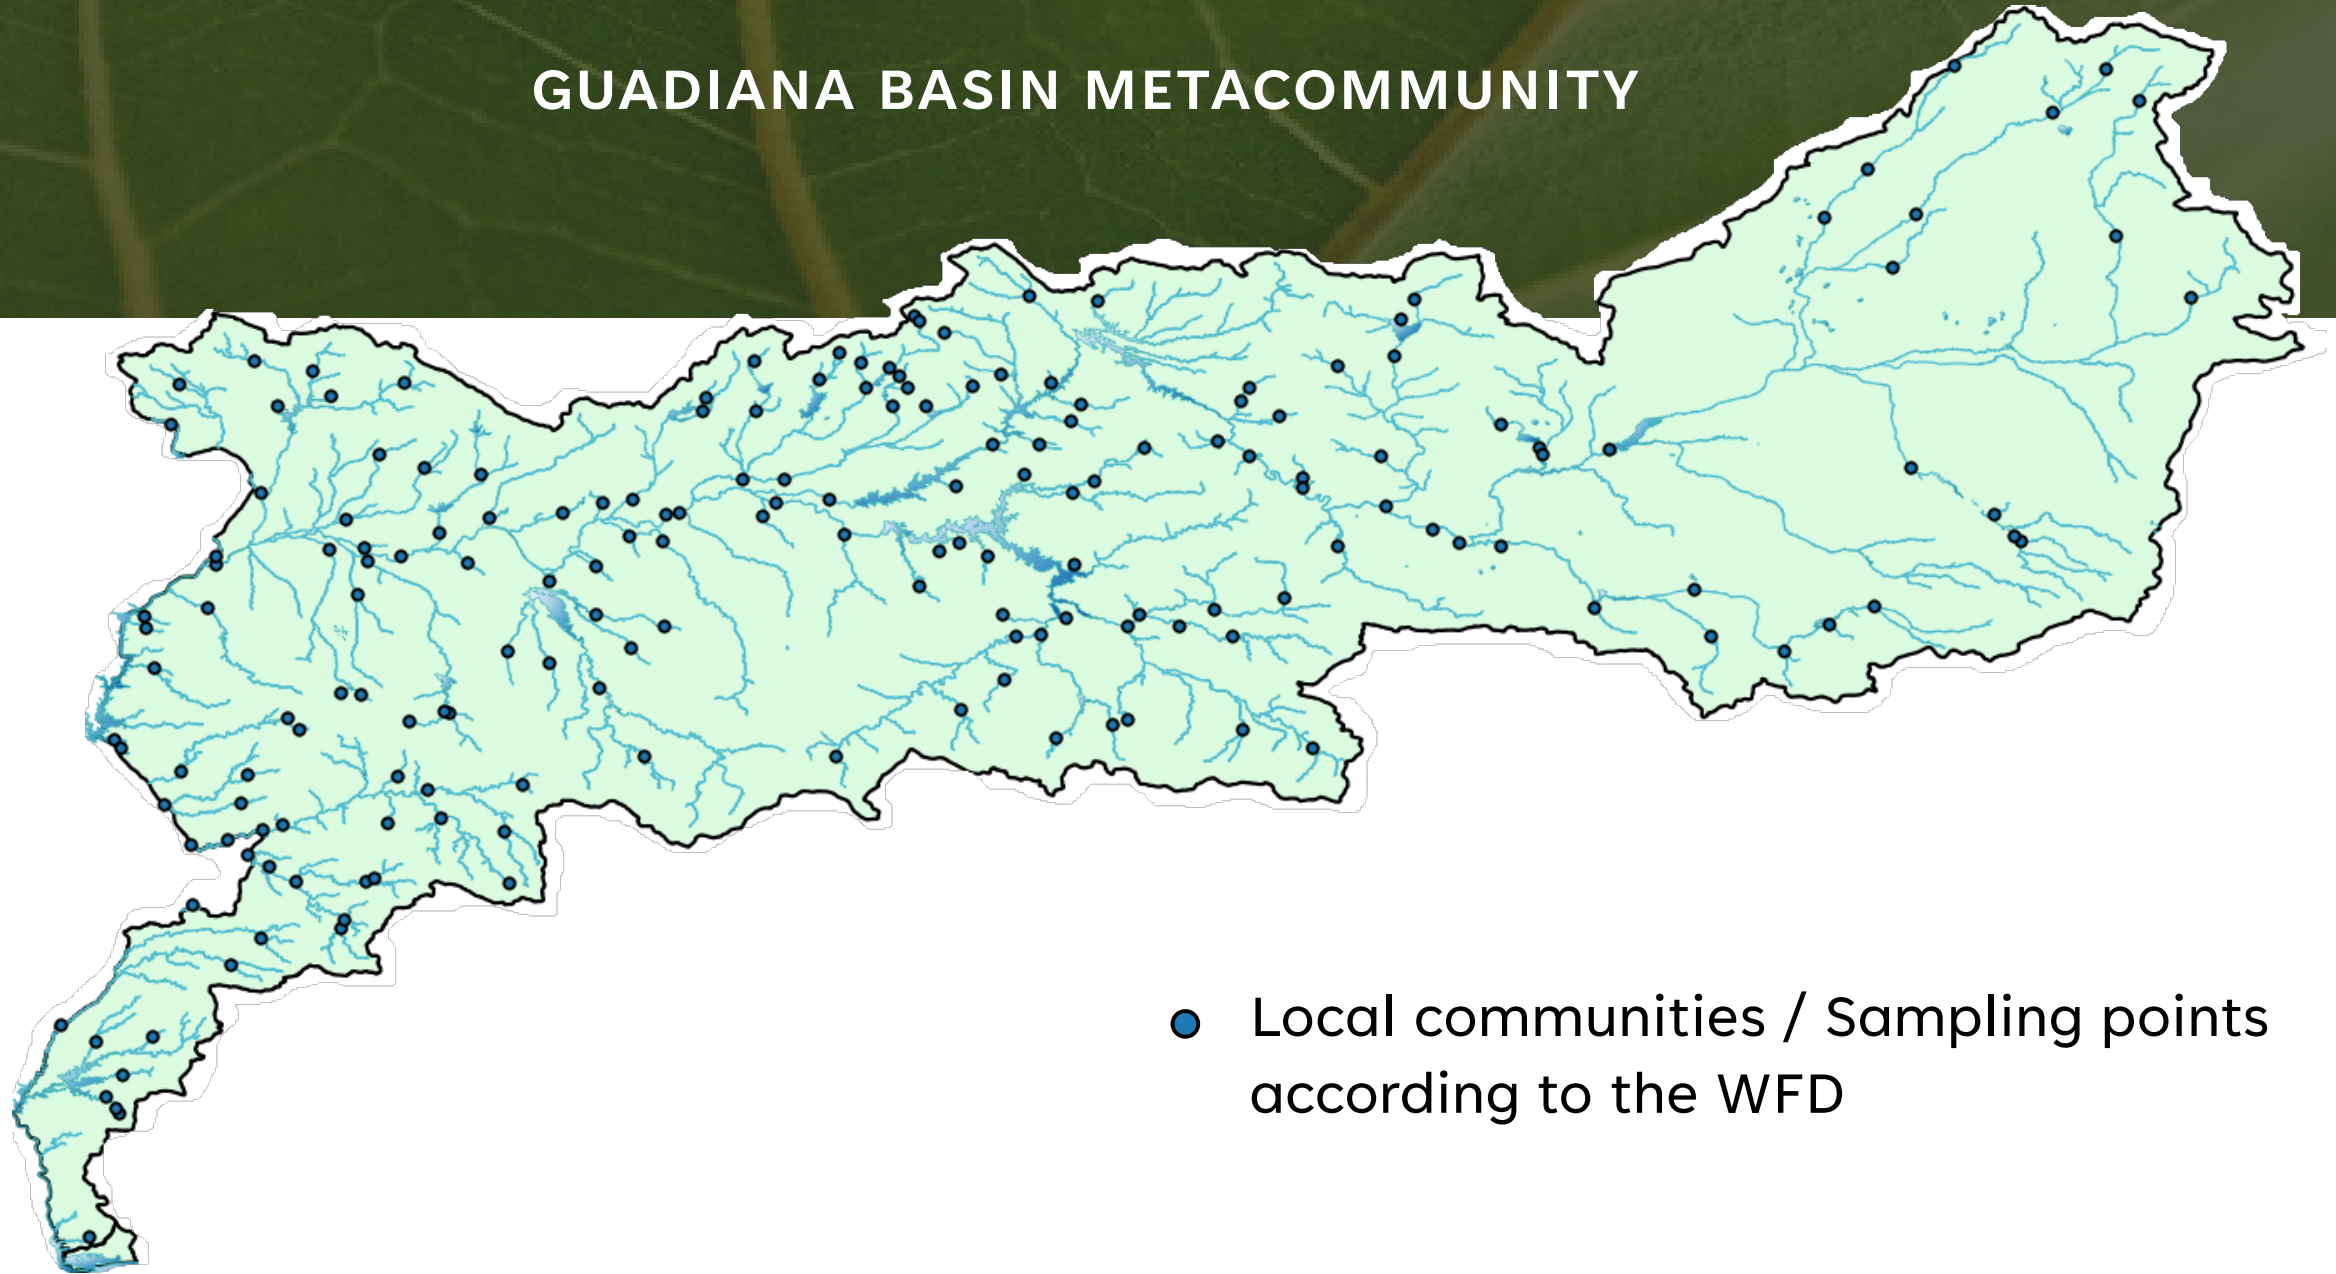 GUADIANA BASIN METACOMMUNITY
Local communities / Sampling points
according to the WFD